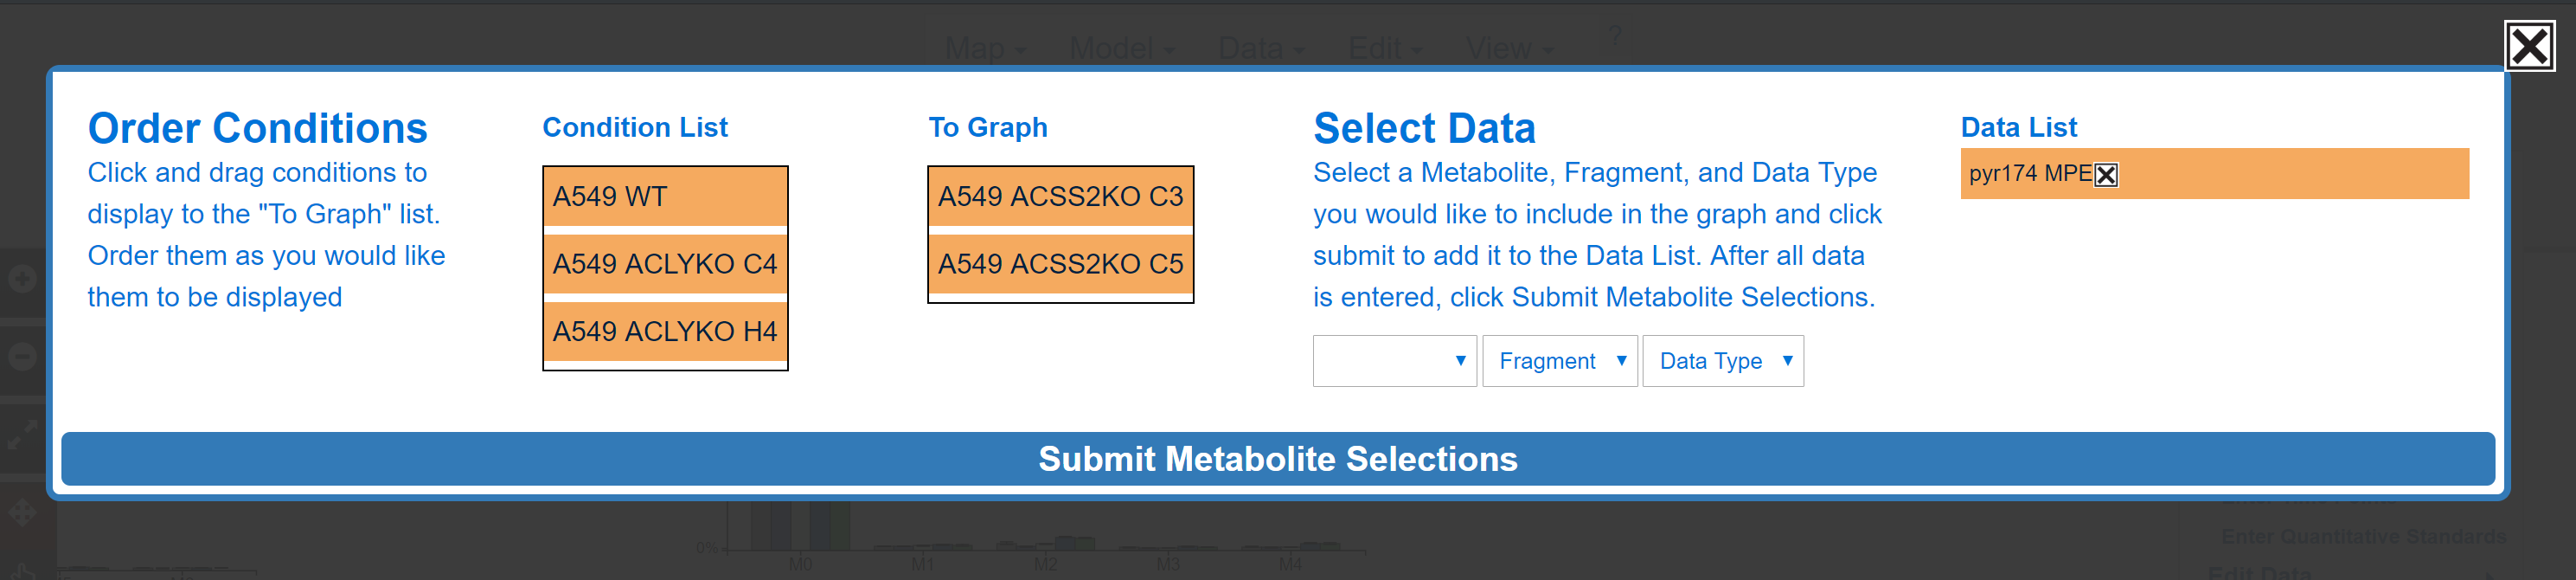 Map Model Data Edit View ?
Order Conditions
Click and drag conditions to
display to the "To Graph" list.
Order them as you would like
them to be displayed
Condition List
A549 WT
A549 ACLYKO C4
A549 ACLYKO H4
To Graph
A549 ACSS2KO C3
A549 ACSS2KO C5
Select Data
Select a Metabolite, Fragment, and Data Type
you would like to include in the graph and click
submit to add it to the Data List. After all data
is entered, click Submit Metabolite Selections.
Fragment Data Type
Data List
pyr174 MPE
Submit Metabolite Selections
0%
M0 M1 M2 M3 M4
Enter Quantitative Standards
Edit Data